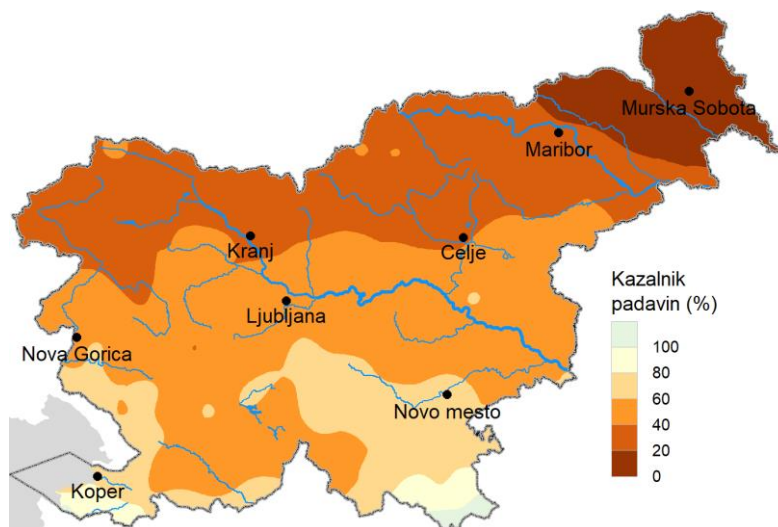 Murska Sobota
Maribor
Kranj
Celje
Ljubljana
Nova Gorica
Novo mesto
Koper
Kazalnik
padavin (%)
100
80
60
40
20
0